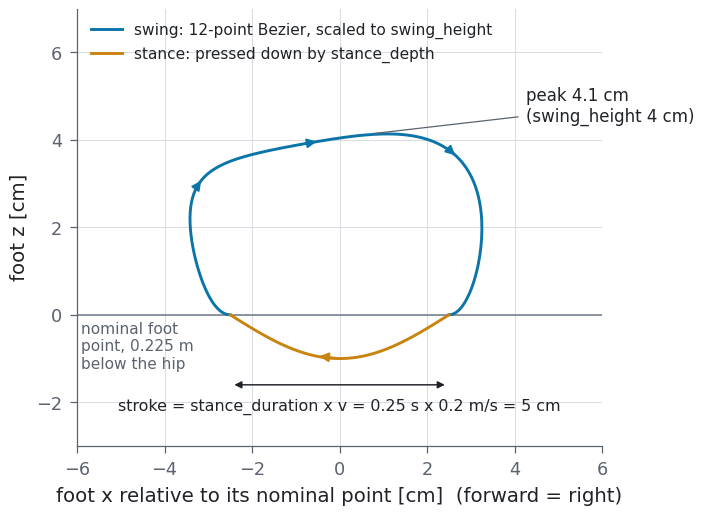 swing: 12-point Bezier, scaled to swing_height
stance: pressed down by stance_depth
peak 4.1 cm
(swing_height 4 cm)
foot z [cm]
6
4
2
0
−2
nominal foot
point, 0.225 m
below the hip
stroke = stance_duration x v = 0.25 s x 0.2 m/s = 5 cm
−6
−4
−2
0
2
4
6
foot x relative to its nominal point [cm]  (forward = right)